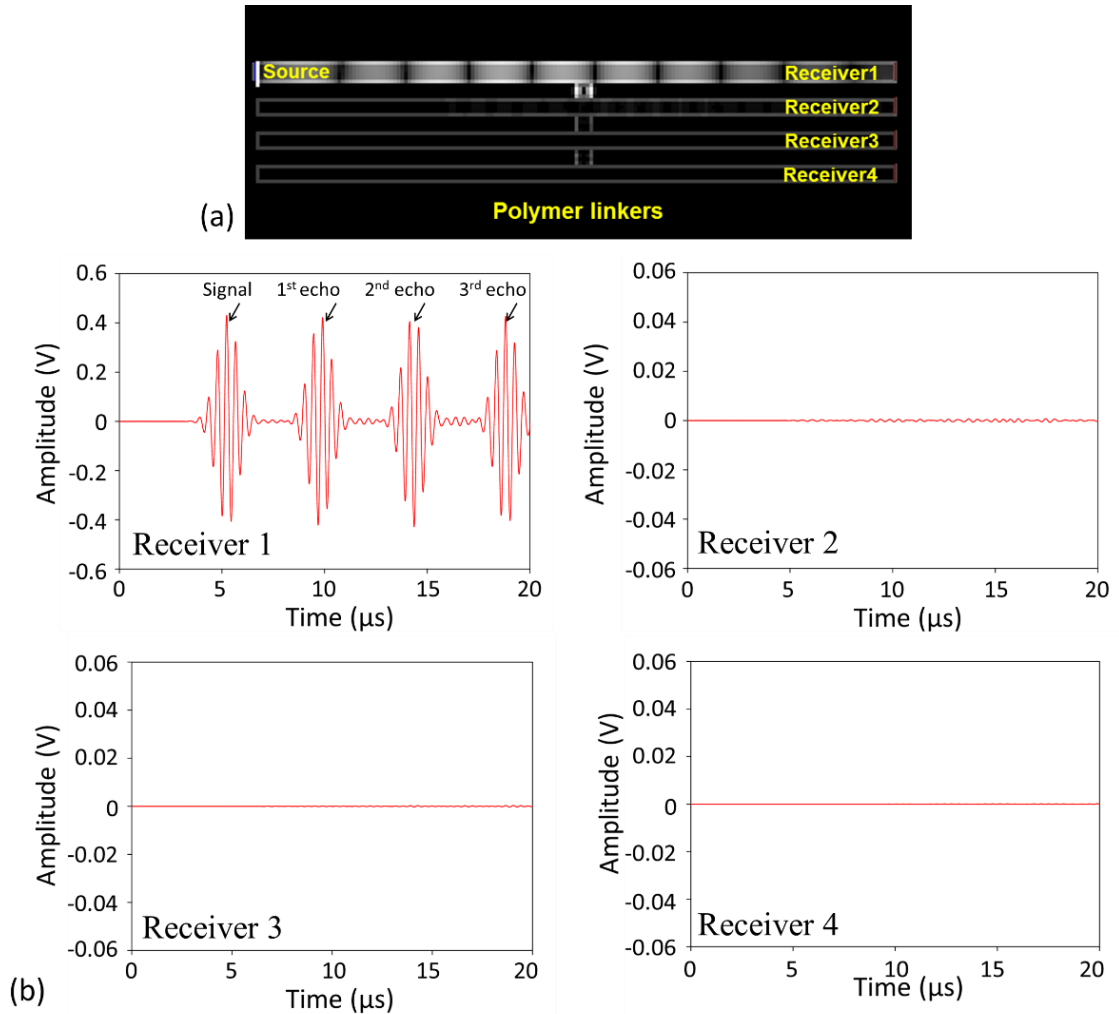 Source Receiver1
Receiver2
Receiver3
Receiver4
Polymer linkers
(a)
0.6
0.4
0.2
0
-0.2
-0.4
-0.6
Amplitude (V)
Signal 1st echo 2nd echo 3rd echo
Receiver 1
0 5 10 15 20
Time (μs)
0.06
0.04
0.02
0
-0.02
-0.04
-0.06
Amplitude (V)
Receiver 2
0 5 10 15 20
Time (μs)
0.06
0.04
0.02
0
-0.02
-0.04
-0.06
Amplitude (V)
Receiver 3
0 5 10 15 20
Time (μs)
0.06
0.04
0.02
0
-0.02
-0.04
-0.06
Amplitude (V)
Receiver 4
0 5 10 15 20
Time (μs)
(b)